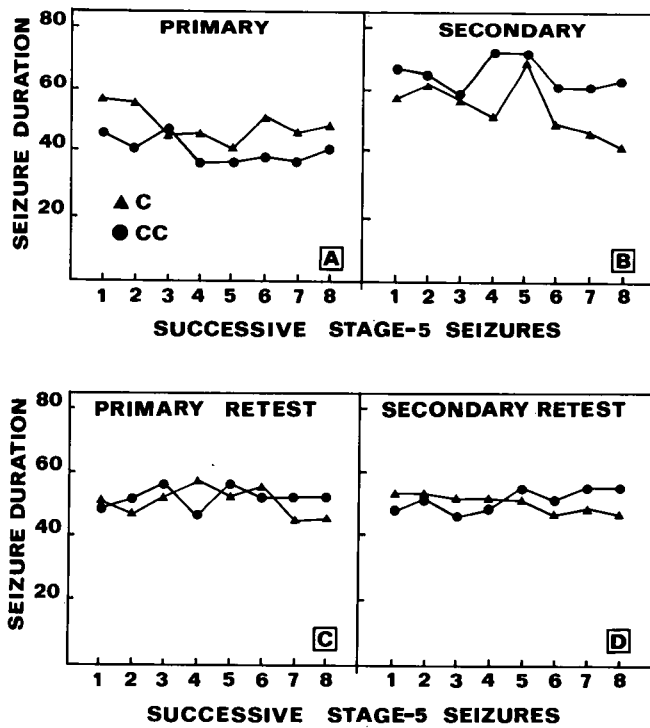 PRIMARY
SECONDARY
SEIZURE DURATION
80
60
40
20
C
CC
A
B
1 2 3 4 5 6 7 8
1 2 3 4 5 6 7 8
SUCCESSIVE STAGE-5 SEIZURES
PRIMARY RETEST
SECONDARY RETEST
SEIZURE DURATION
80
60
40
20
C
D
1 2 3 4 5 6 7 8
1 2 3 4 5 6 7 8
SUCCESSIVE STAGE-5 SEIZURES